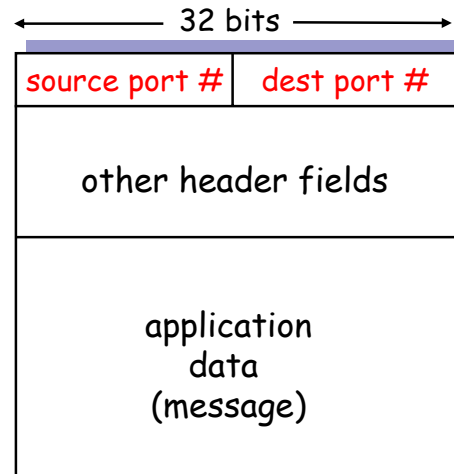 32 bits
source port # dest port #
other header fields
application
data
(message)